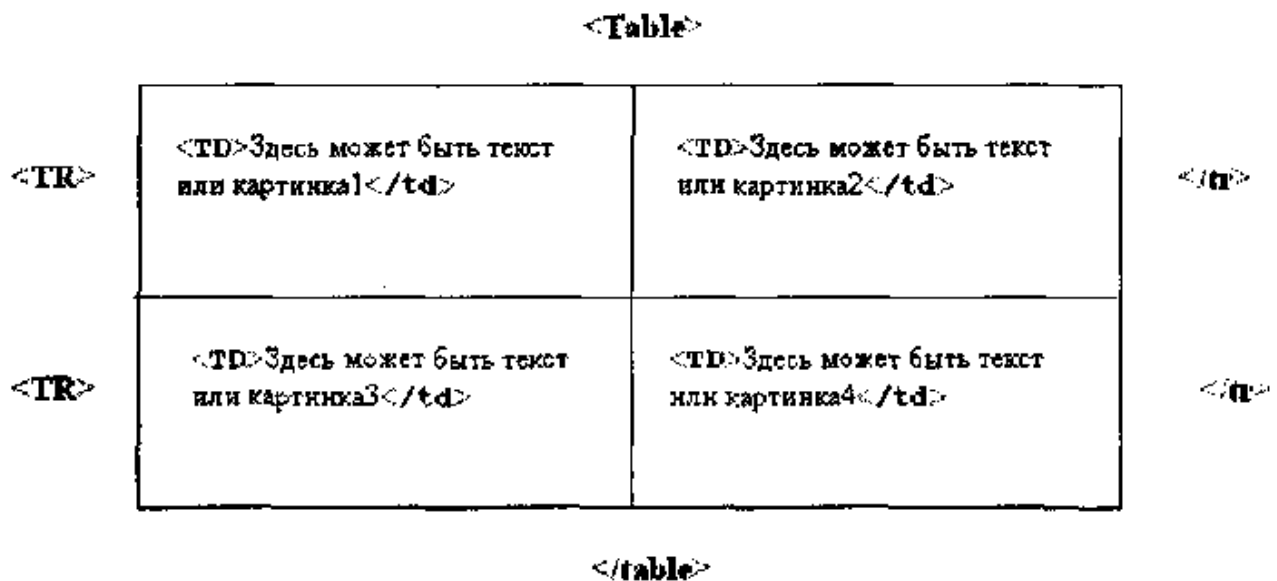 <Table>
<TR>
<TD>Здесь может быть текст
или картинка1</td>
<TD>Здесь может быть текст
или картинка2</td>
</tr>
<TR>
<TD>Здесь может быть текст
или картинка3</td>
<TD>Здесь может быть текст
или картинка4</td>
</tr>
</table>